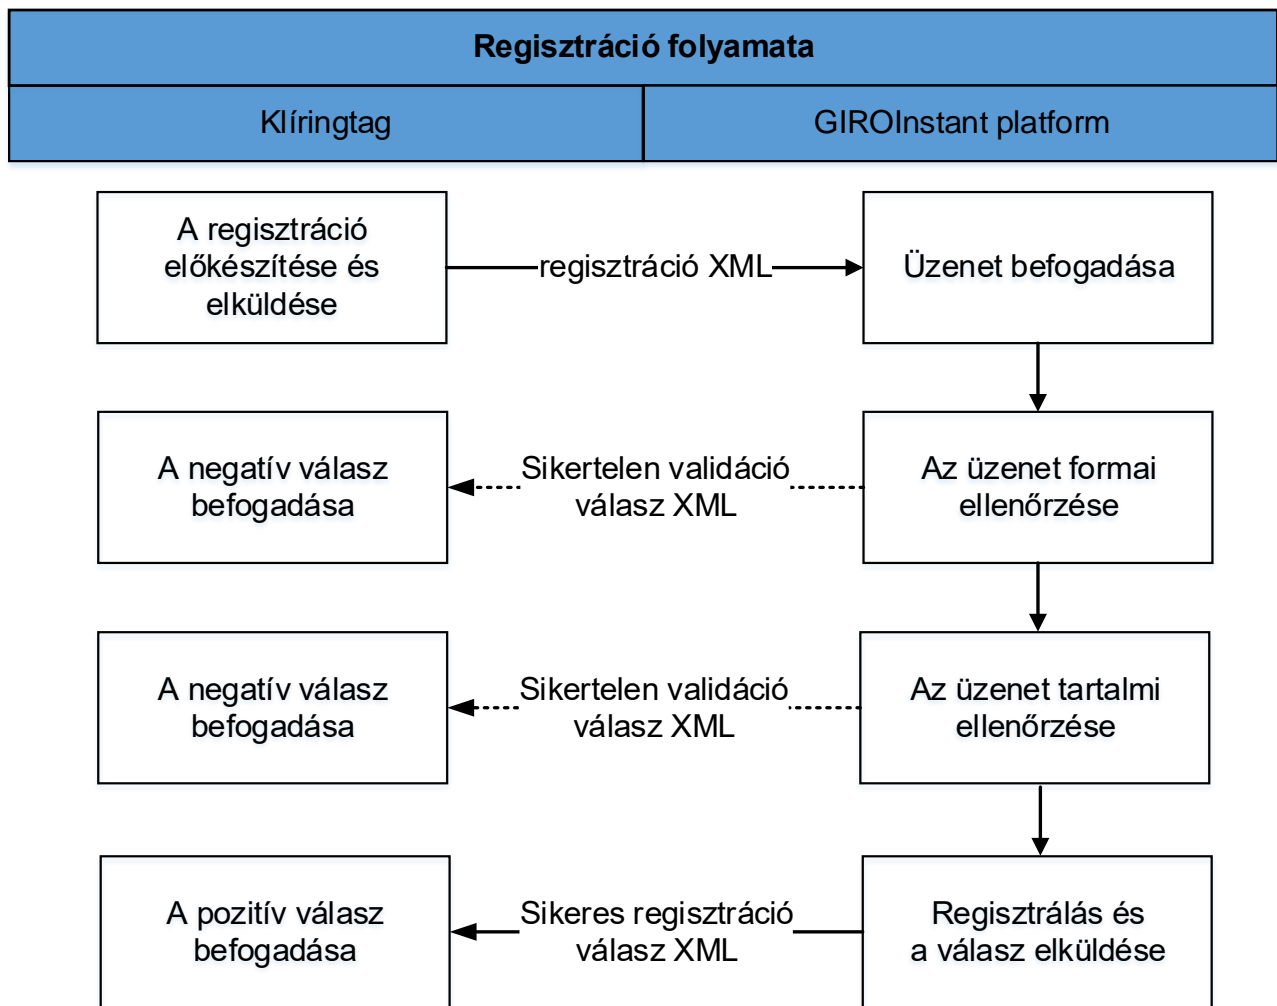 Regisztráció folyamata
Klíringtag
GIROInstant platform
A regisztráció
előkészítése és
elküldése
regisztráció XML
Üzenet befogadása
A negatív válasz
befogadása
Sikertelen validáció
válasz XML
Az üzenet formai
ellenőrzése
A negatív válasz
befogadása
Sikertelen validáció
válasz XML
Az üzenet tartalmi
ellenőrzése
A pozitív válasz
befogadása
Sikeres regisztráció
válasz XML
Regisztrálás és
a válasz elküldése